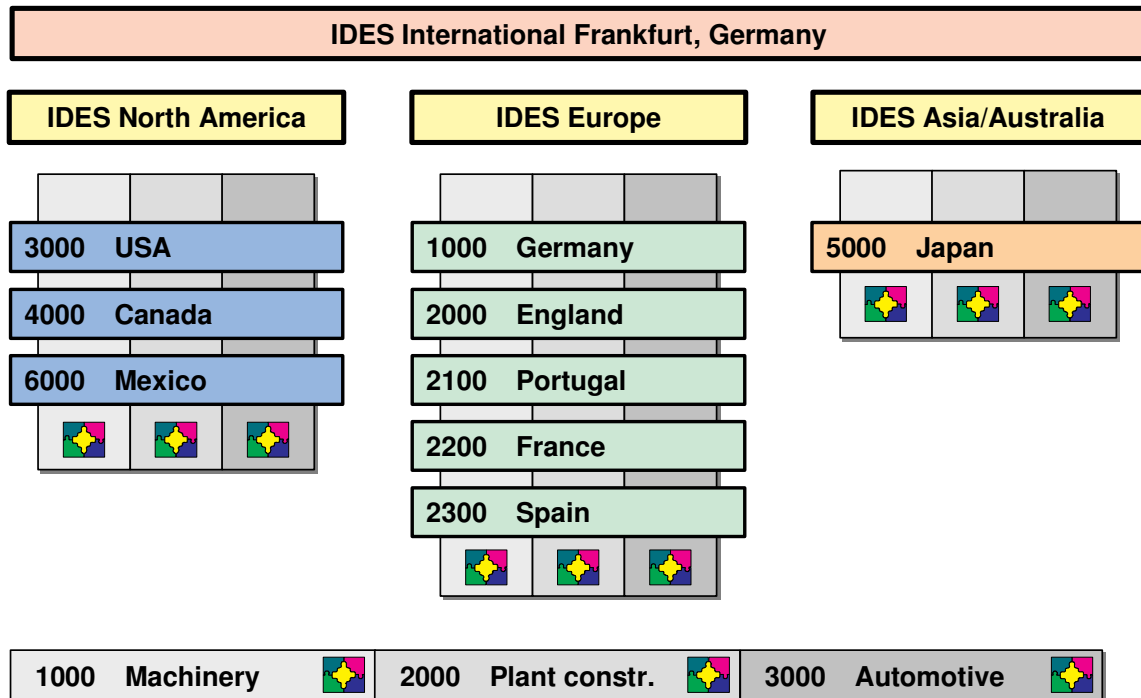 IDES International Frankfurt, Germany
IDES North America
IDES Europe
IDES Asia/Australia
3000 USA
4000 Canada
6000 Mexico
1000 Germany
2000 England
2100 Portugal
2200 France
2300 Spain
5000 Japan
1000 Machinery
2000 Plant constr.
3000 Automotive